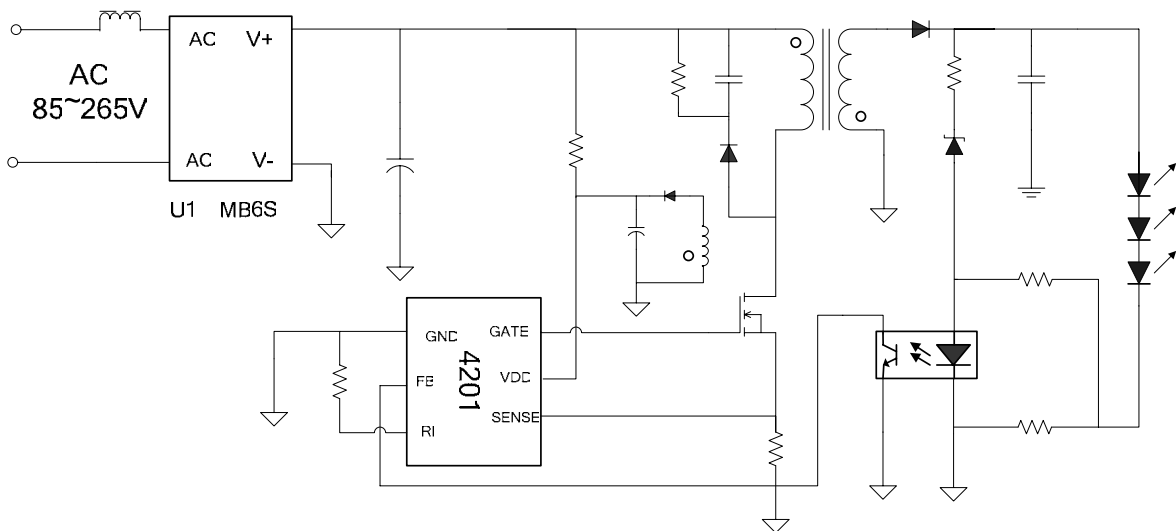 AC V+
AC
85~265V
AC V-
U1 MB6S
GND GATE
4201
FB VDD
SENSE
RI